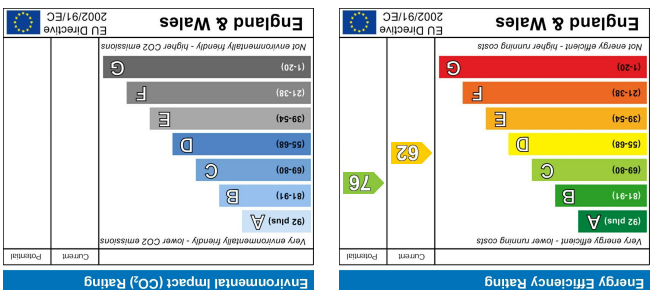 Energy Efficiency Rating
Current Potential
Very energy efficient - lower running costs
(92 plus) A
(81-91) B
(69-80) C
(55-68) D
(39-54) E
(21-38) F
(1-20) G
62
76
Not energy efficient - higher running costs
England & Wales
EU Directive
2002/91/EC
Environmental Impact (CO₂) Rating
Current Potential
Very environmentally friendly - lower CO2 emissions
(92 plus) A
(81-91) B
(69-80) C
(55-68) D
(39-54) E
(21-38) F
(1-20) G
Not environmentally friendly - higher CO2 emissions
England & Wales
EU Directive
2002/91/EC